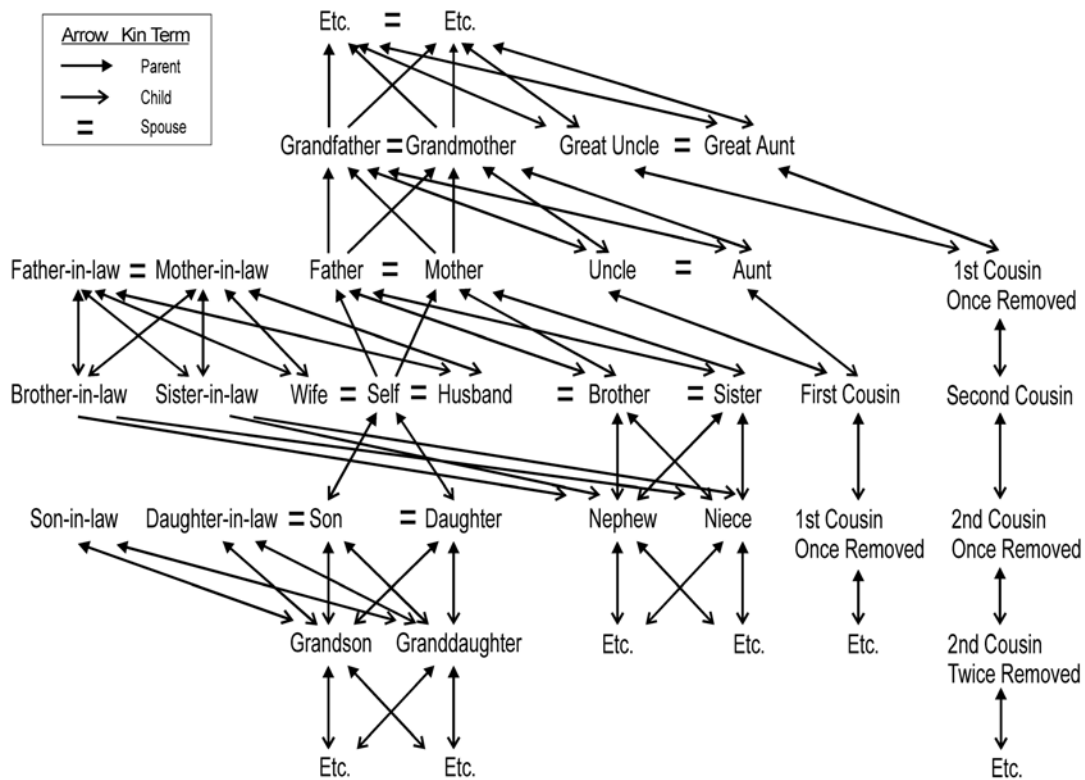 Etc. = Etc.
Arrow Kin Term
Parent
Child
= Spouse
Grandfather = Grandmother Great Uncle = Great Aunt
Father-in-law = Mother-in-law Father = Mother Uncle = Aunt 1st Cousin
Once Removed
Brother-in-law Sister-in-law Wife = Self = Husband = Brother = Sister First Cousin Second Cousin
Son-in-law Daughter-in-law = Son = Daughter Nephew Niece 1st Cousin 2nd Cousin
Once Removed Once Removed
Grandson Granddaughter Etc. Etc. Etc. 2nd Cousin
Twice Removed
Etc. Etc. Etc.